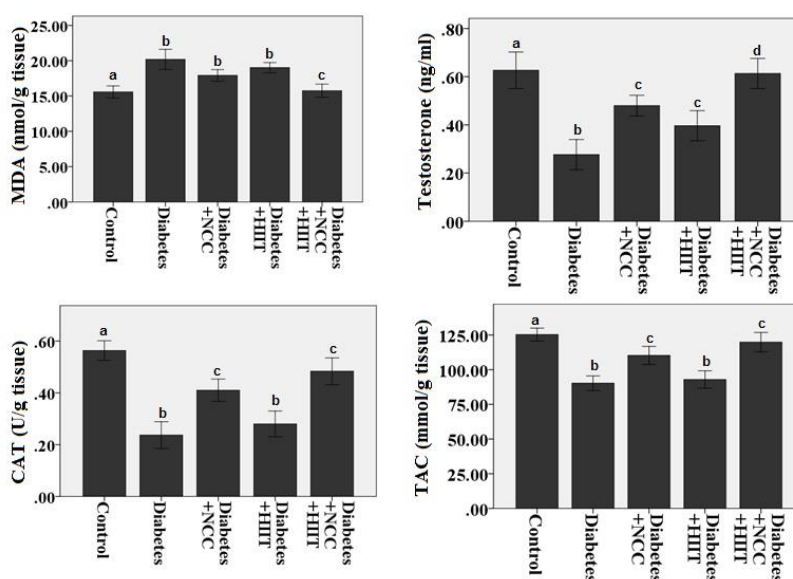 MDA (nmol/g tissue)
25.00
20.00
15.00
10.00
5.00
.00
a
b
b
b
c
Control
Diabetes
Diabetes
+NCC
Diabetes
+HIIT
Diabetes
+NCC
+HIIT
Testosterone (ng/ml)
.80
.60
.40
.20
.00
a
b
c
c
d
Control
Diabetes
Diabetes
+NCC
Diabetes
+HIIT
Diabetes
+NCC
+HIIT
CAT (U/g tissue)
.60
.40
.20
.00
a
b
c
b
c
Control
Diabetes
Diabetes
+NCC
Diabetes
+HIIT
Diabetes
+NCC
+HIIT
TAC (mmol/g tissue)
125.00
100.00
75.00
50.00
25.00
.00
a
b
c
b
c
Control
Diabetes
Diabetes
+NCC
Diabetes
+HIIT
Diabetes
+NCC
+HIIT